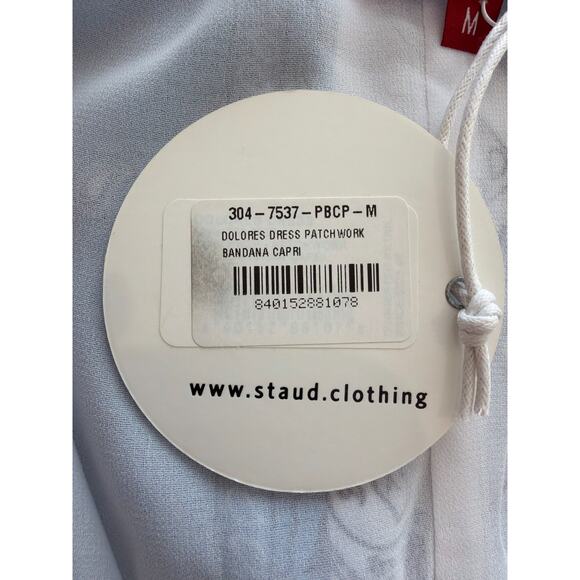 M
304-7537-PBCP-M
DOLORES DRESS PATCHWORK
BANDANA CAPRI
840152881078
www.staud.clothing